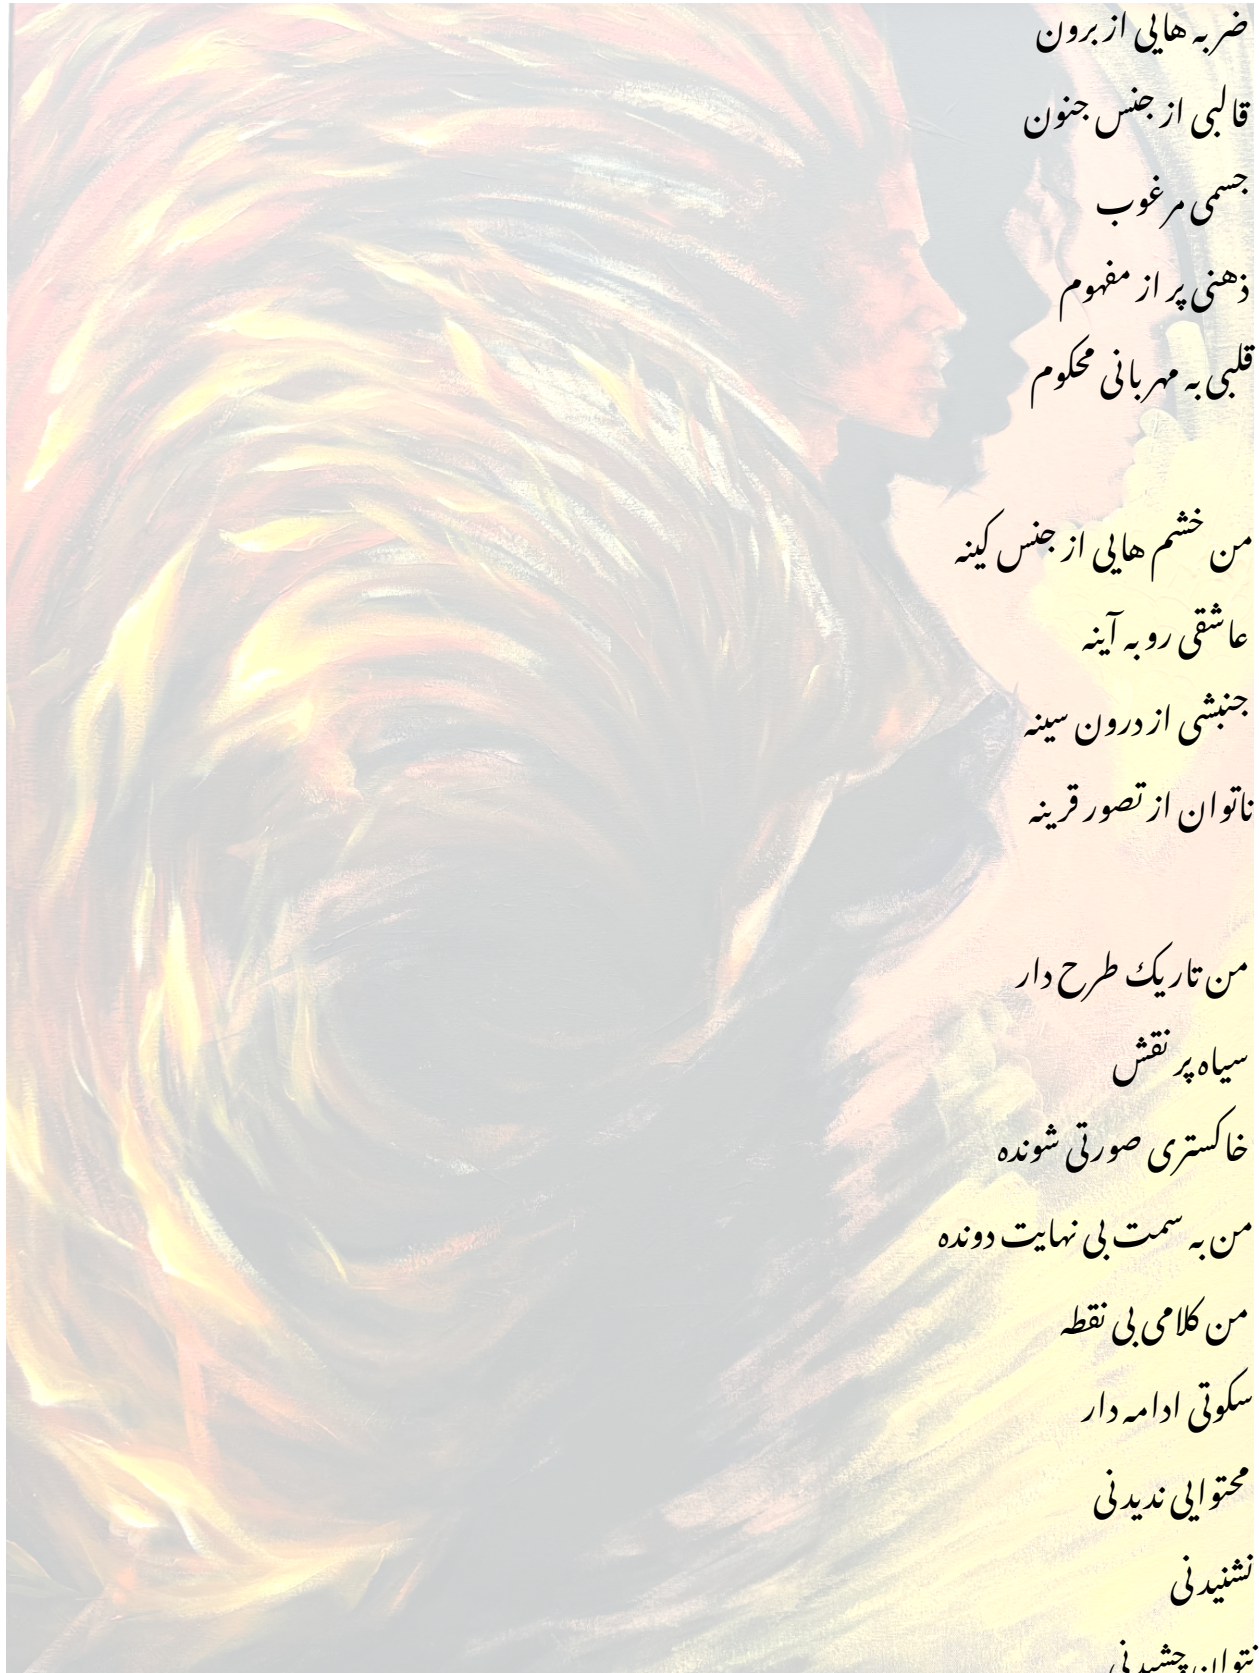 ضربه هایی از برون
قالبی از جنس جنون
جسمی مرغوب
ذهنی پر از مفهوم
قلبی به مهربانی محکوم
من خشم هایی از جنس کینه
عاشقی رو به آینه
جنبشی از درون سینه
ناتوان از تصور قرینه
من تاریک طرح دار
سیاه پر نقش
خاکستری صورتی شونده
من به سمت بی نهایت دونده
من کلامی بی نقطه
سکوتی ادامه دار
محتوایی ندیدنی
نشنیدنی
نتوان چشیدنی